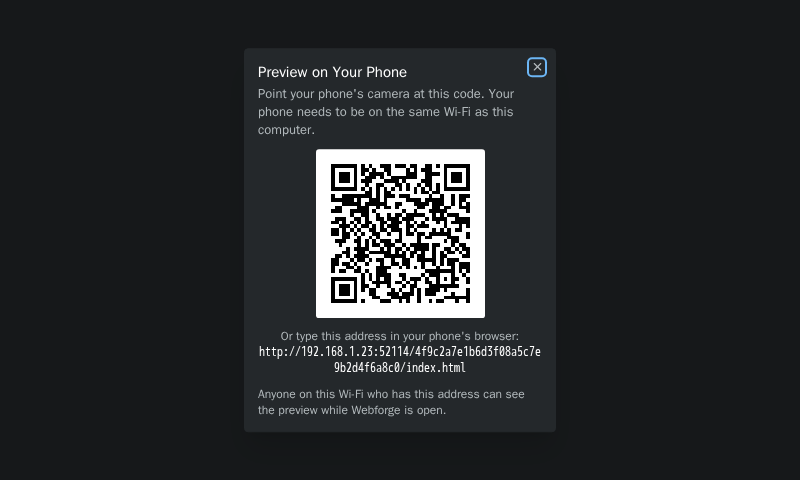 Preview on Your Phone
Point your phone's camera at this code. Your
phone needs to be on the same Wi-Fi as this
computer.
Or type this address in your phone's browser:
http://192.168.1.23:52114/4f9c2a7e1b6d3f08a5c7e
9b2d4f6a8c0/index.html
Anyone on this Wi-Fi who has this address can see
the preview while Webforge is open.